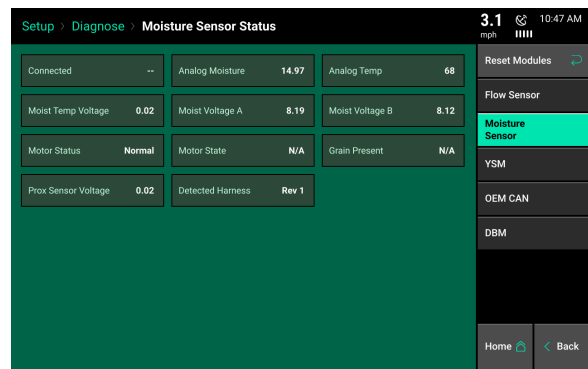 Setup > Diagnose > Moisture Sensor Status
3.1 mph
10:47 AM
Connected --
Analog Moisture 14.97
Analog Temp 68
Moist Temp Voltage 0.02
Moist Voltage A 8.19
Moist Voltage B 8.12
Motor Status Normal
Motor State N/A
Grain Present N/A
Prox Sensor Voltage 0.02
Detected Harness Rev 1
Reset Modules
Flow Sensor
Moisture
Sensor
YSM
OEM CAN
DBM
Home
< Back